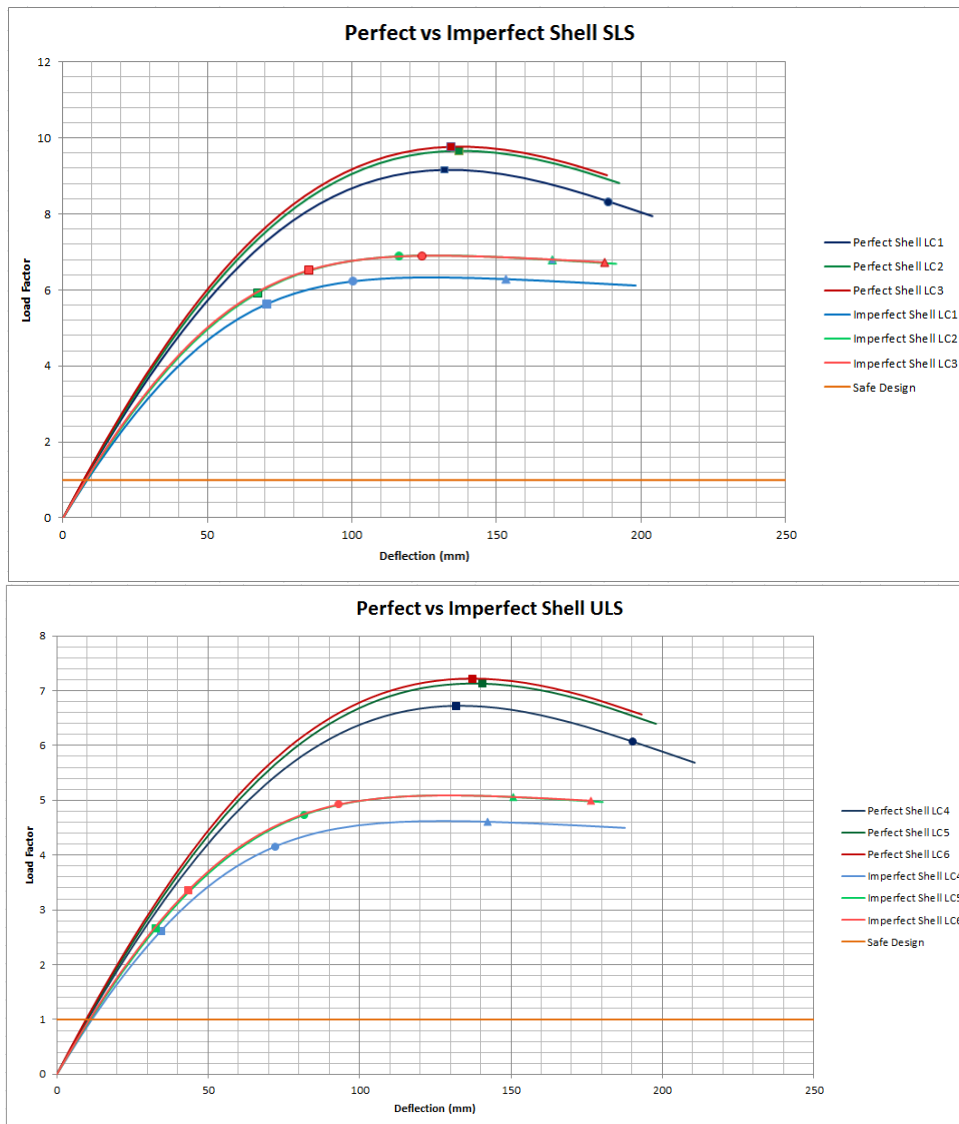 Perfect vs Imperfect Shell SLS
12
10
8
6
4
2
0
Load Factor
0 50 100 150 200 250
Deflection (mm)
Perfect Shell LC1
Perfect Shell LC2
Perfect Shell LC3
Imperfect Shell LC1
Imperfect Shell LC2
Imperfect Shell LC3
Safe Design
Perfect vs Imperfect Shell ULS
8
7
6
5
4
3
2
1
0
Load Factor
0 50 100 150 200 250
Deflection (mm)
Perfect Shell LC4
Perfect Shell LC5
Perfect Shell LC6
Imperfect Shell LC4
Imperfect Shell LC5
Imperfect Shell LC6
Safe Design